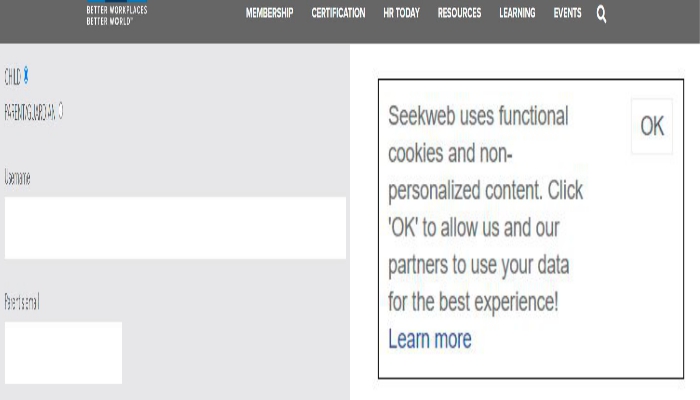 BETTER WORKPLACES
BETTER WORLD™
MEMBERSHIP CERTIFICATION HR TODAY RESOURCES LEARNING EVENTS
CHILD
PARENT/GUARDIAN
Username
Parent's email
Seekweb uses functional
cookies and non-
personalized content. Click
'OK' to allow us and our
partners to use your data
for the best experience!
Learn more
OK